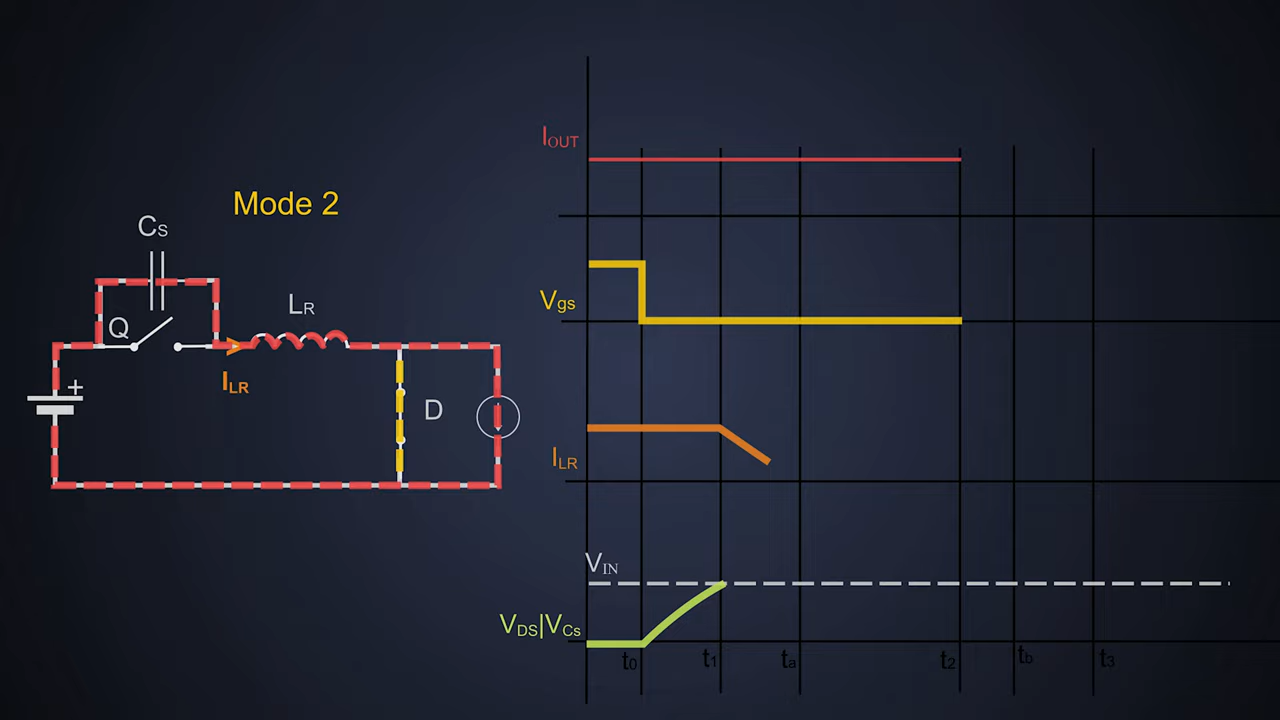 Mode 2
Cs
Q
LR
+
ILR
D
IOUT
Vgs
ILR
VIN
VDS|VCs
t0 t1 ta t2 tb t3